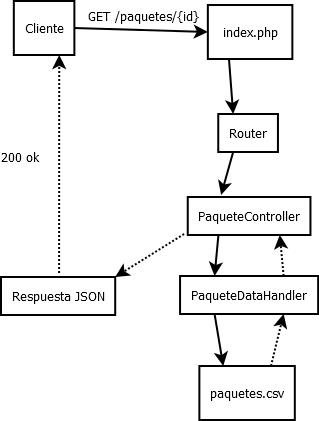 Cliente
GET /paquetes/{id}
index.php
Router
200 ok
PaqueteController
Respuesta JSON
PaqueteDataHandler
paquetes.csv